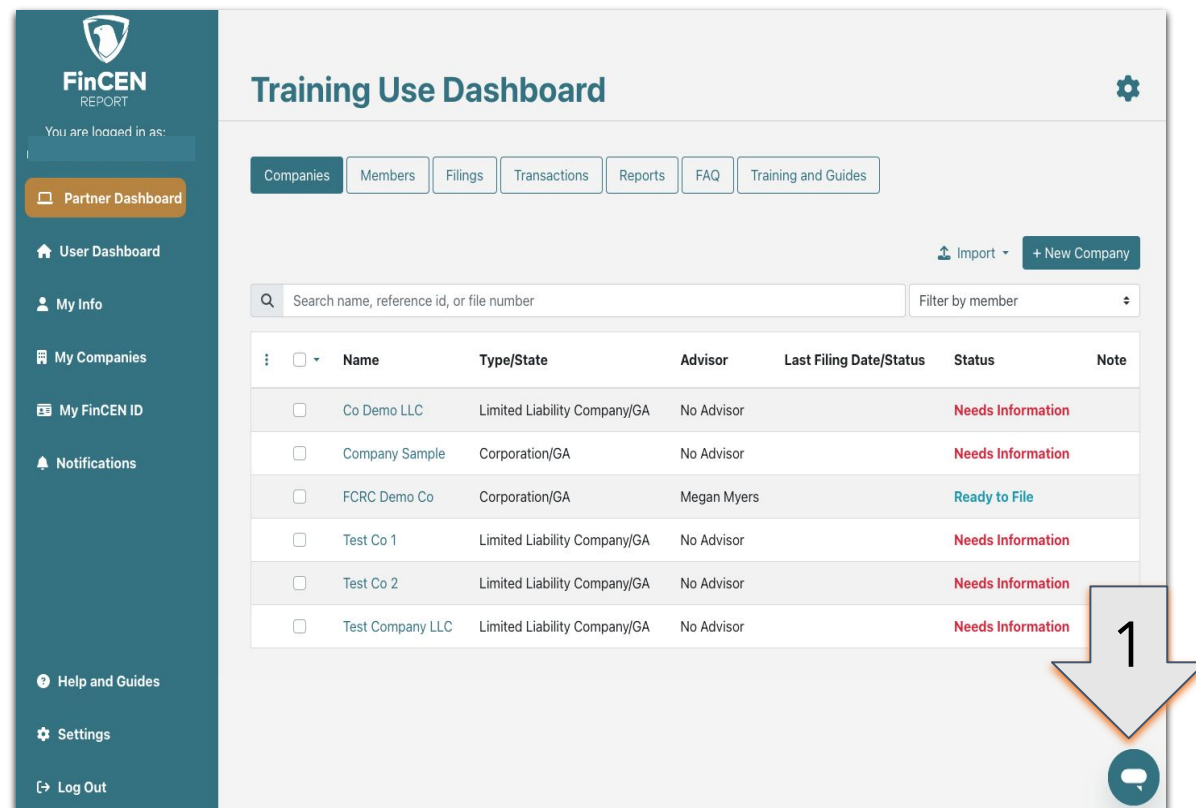 FinCEN
REPORT
You are logged in as:
Partner Dashboard
User Dashboard
My Info
My Companies
My FinCEN ID
Notifications
Help and Guides
Settings
Log Out
Training Use Dashboard
Companies Members Filings Transactions Reports FAQ Training and Guides
Import + New Company
Search name, reference id, or file number Filter by member
Name Type/State Advisor Last Filing Date/Status Status Note
Co Demo LLC Limited Liability Company/GA No Advisor Needs Information
Company Sample Corporation/GA No Advisor Needs Information
FCRC Demo Co Corporation/GA Megan Myers Ready to File
Test Co 1 Limited Liability Company/GA No Advisor Needs Information
Test Co 2 Limited Liability Company/GA No Advisor Needs Information
Test Company LLC Limited Liability Company/GA No Advisor Needs Information
1